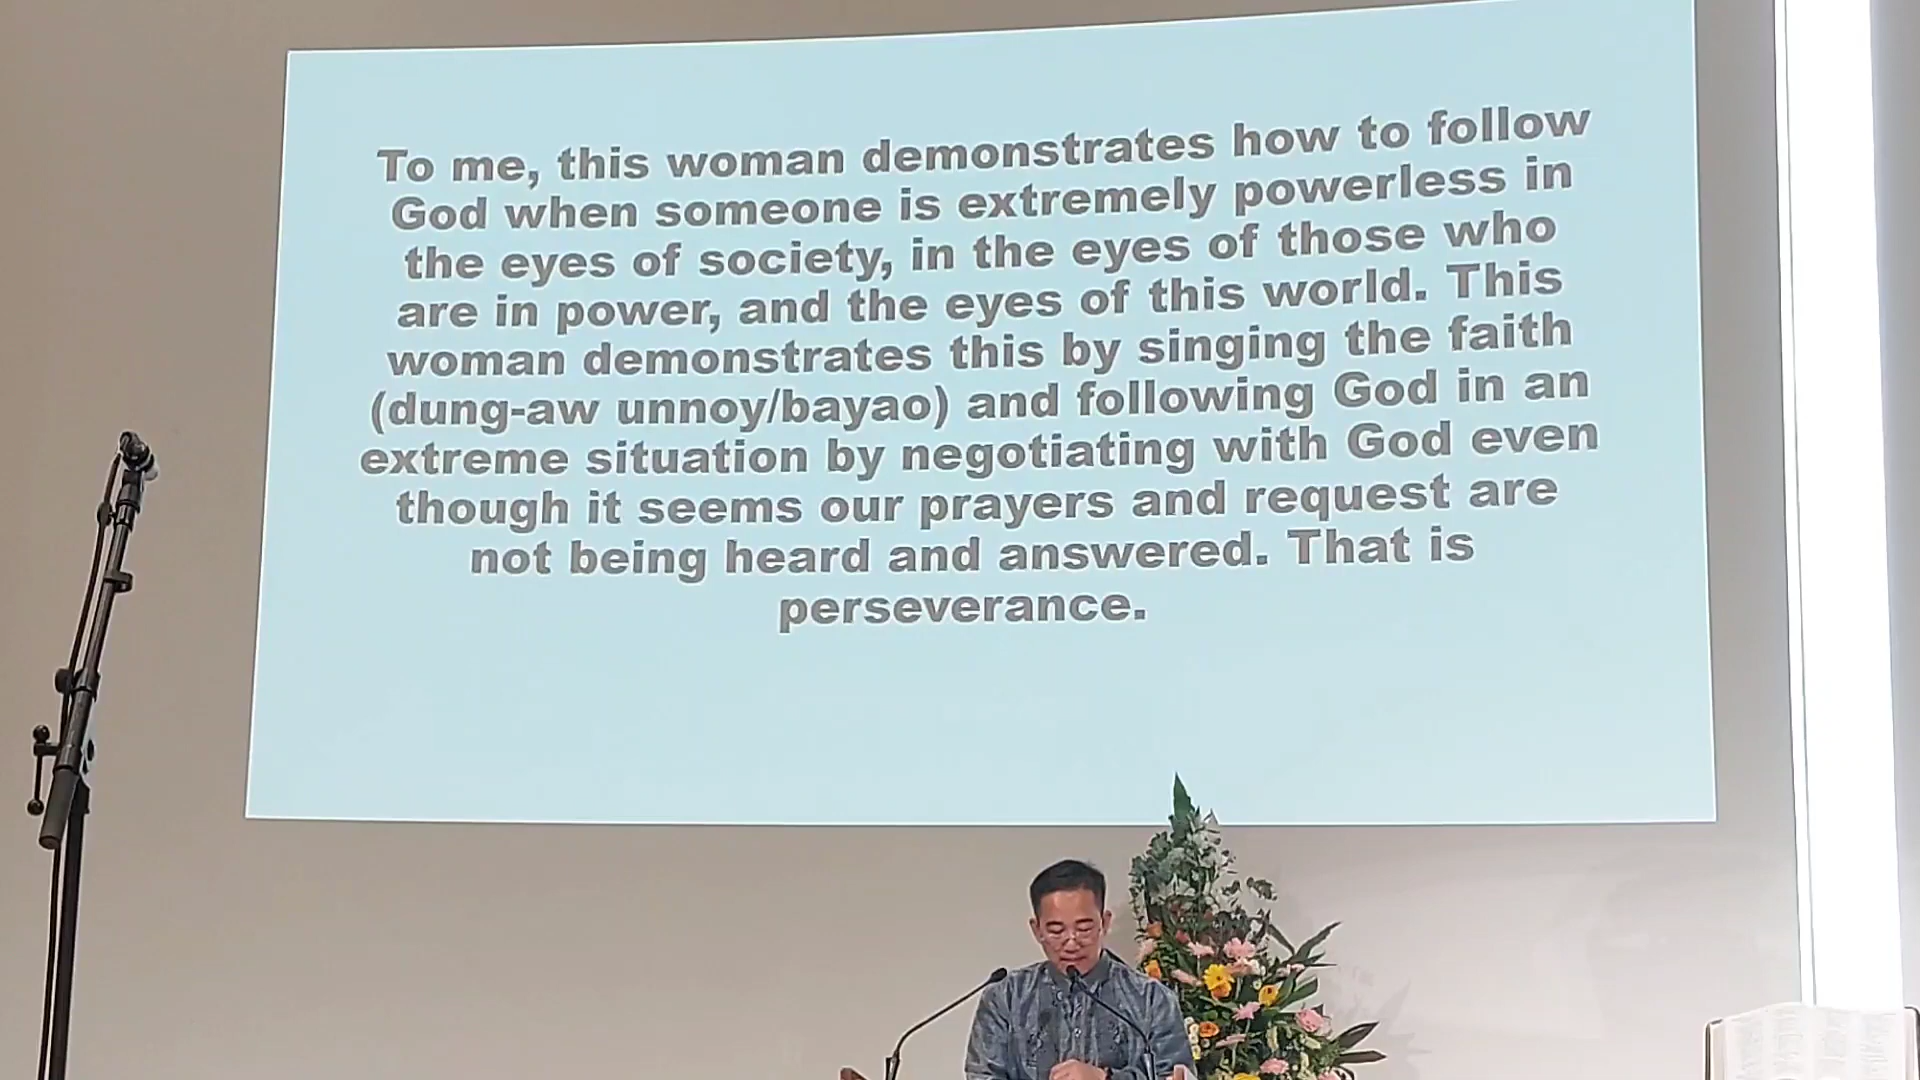 To me, this woman demonstrates how to follow
God when someone is extremely powerless in
the eyes of society, in the eyes of those who
are in power, and the eyes of this world. This
woman demonstrates this by singing the faith
(dung-aw unnoy/bayao) and following God in an
extreme situation by negotiating with God even
though it seems our prayers and request are
not being heard and answered. That is
perseverance.